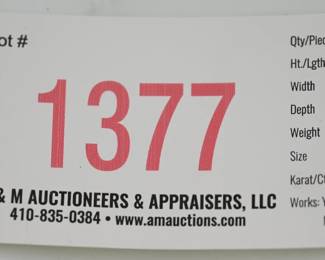 ot #
1377
& M AUCTIONEERS & APPRAISERS, LLC
410-835-0384 • www.amauctions.com
Qty/Piec
Ht./Lgth
Width
Depth
Weight
Size
Karat/Ct
Works: Y